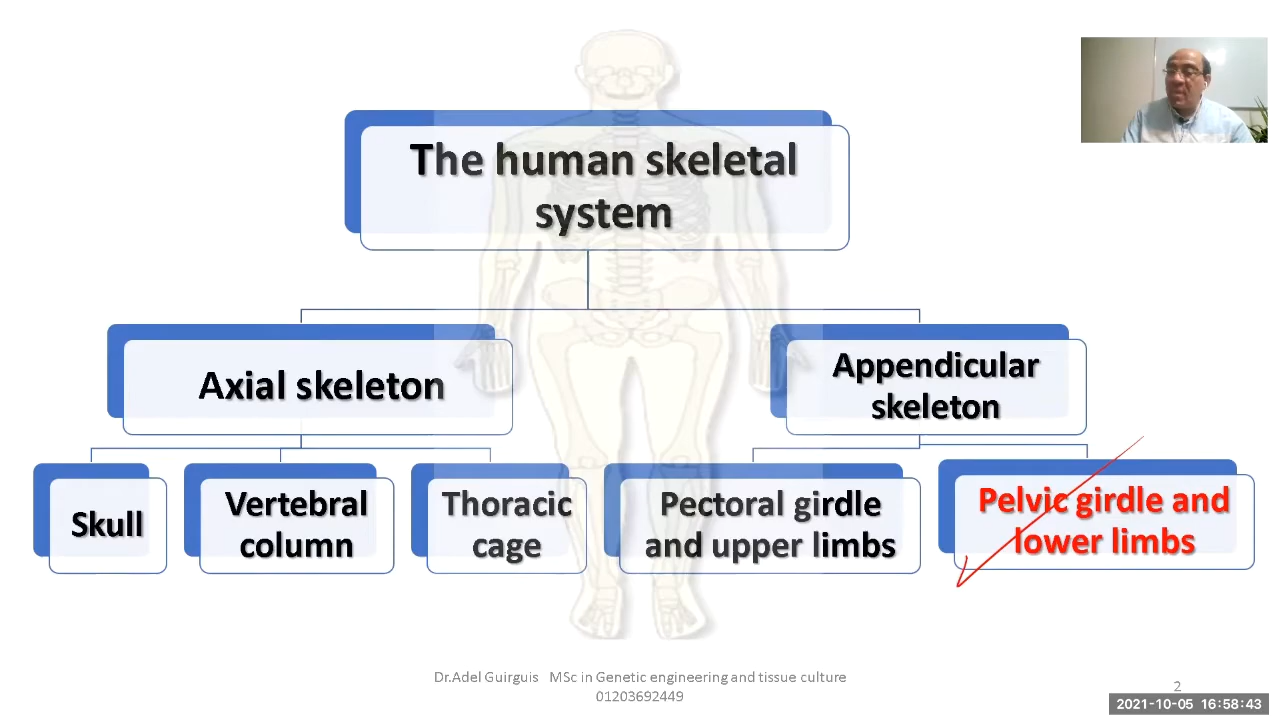 The human skeletal
system
Axial skeleton
Appendicular
skeleton
Skull
Vertebral
column
Thoracic
cage
Pectoral girdle
and upper limbs
Pelvic girdle and
lower limbs
Dr.Adel Guirguis   MSc in Genetic engineering and tissue culture
01203692449
2
2021-10-05 16:58:43